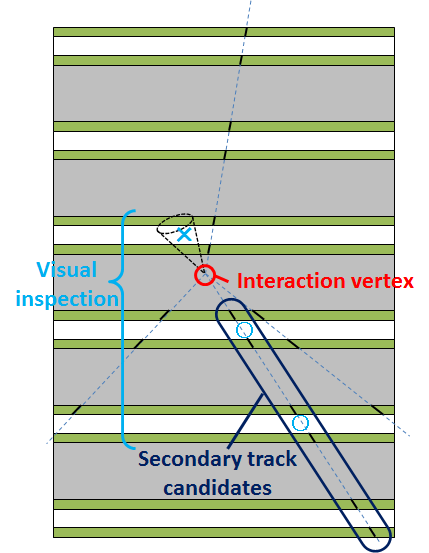 Visual
inspection
Interaction vertex
Secondary track
candidates